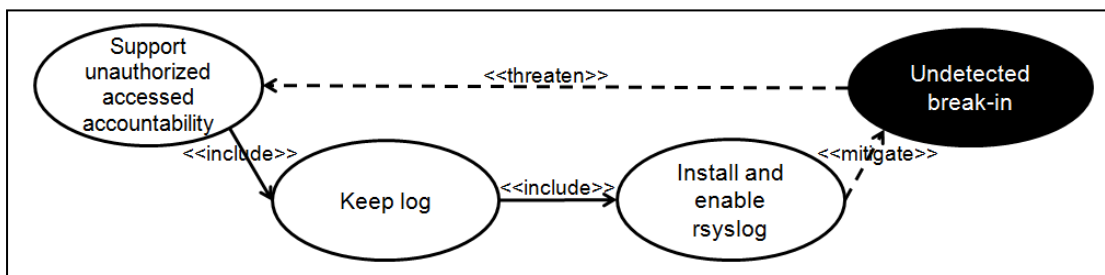 Support
unauthorized
accessed
accountability
<<threaten>>
Undetected
break-in
<<include>>
Keep log
<<include>>
Install and
enable
rsyslog
<<mitigate>>